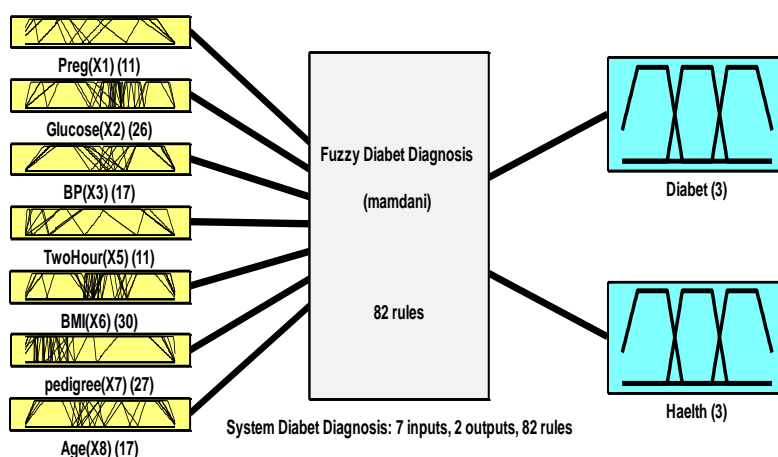 Preg(X1) (11)
Glucose(X2) (26)
BP(X3) (17)
TwoHour(X5) (11)
BMI(X6) (30)
pedigree(X7) (27)
Age(X8) (17)
Fuzzy Diabet Diagnosis
(mamdani)
82 rules
Diabet (3)
Haelth (3)
System Diabet Diagnosis: 7 inputs, 2 outputs, 82 rules